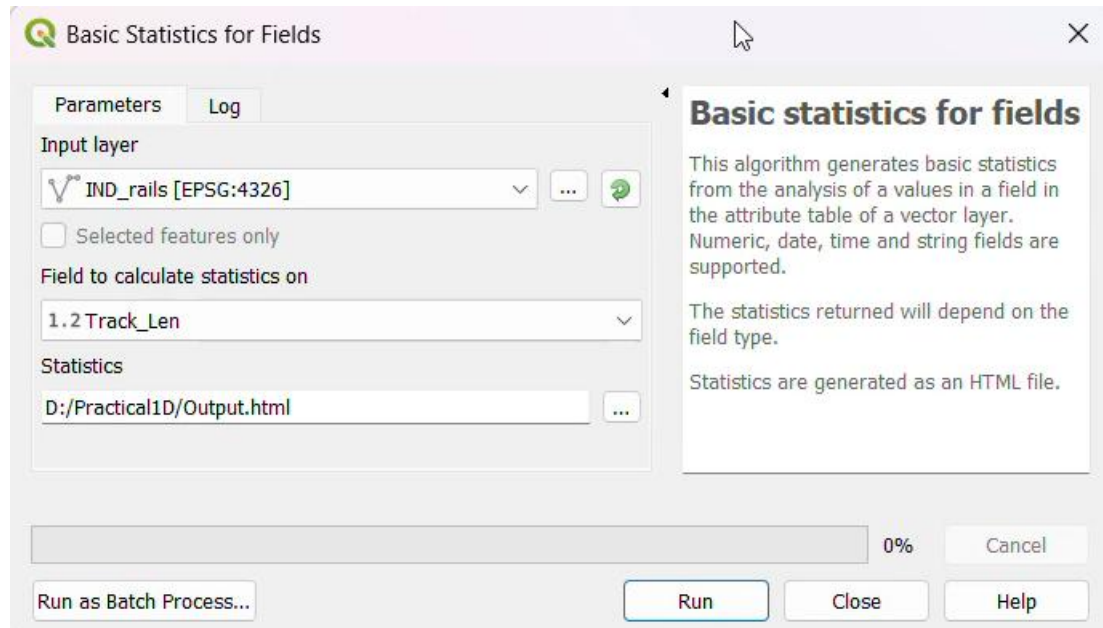 Basic Statistics for Fields
Parameters
Log
Input layer
IND_rails [EPSG:4326]
...
Selected features only
Field to calculate statistics on
1.2 Track_Len
Statistics
D:/Practical1D/Output.html
...
Basic statistics for fields
This algorithm generates basic statistics
from the analysis of a values in a field in
the attribute table of a vector layer.
Numeric, date, time and string fields are
supported.
The statistics returned will depend on the
field type.
Statistics are generated as an HTML file.
0%
Cancel
Run as Batch Process...
Run
Close
Help